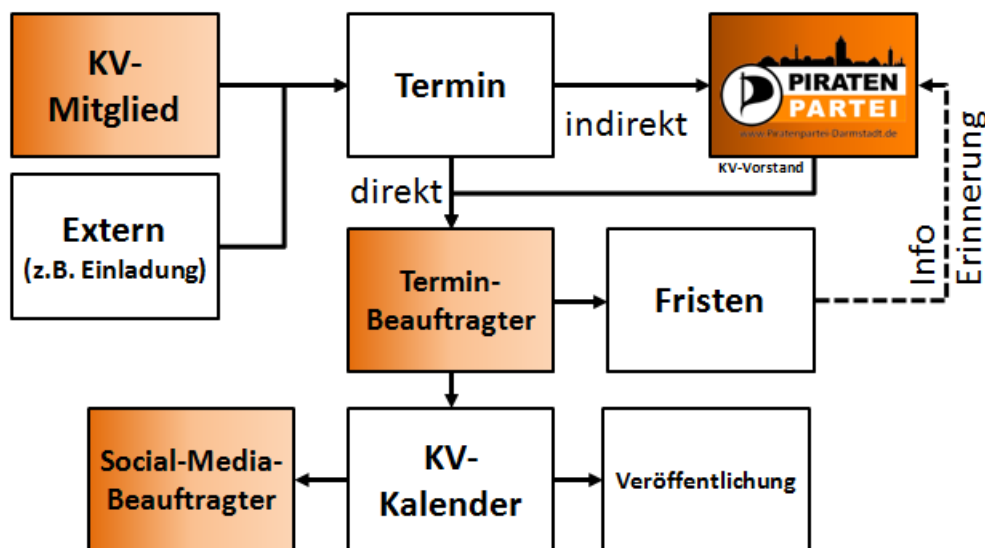 KV-
Mitglied
Termin
PIRATEN
PARTEI
www.Piratenpartei-Darmstadt.de
KV-Vorstand
indirekt
direkt
Extern
(z.B. Einladung)
Info
Erinnerung
Termin-
Beauftragter
Fristen
Social-Media-
Beauftragter
KV-
Kalender
Veröffentlichung